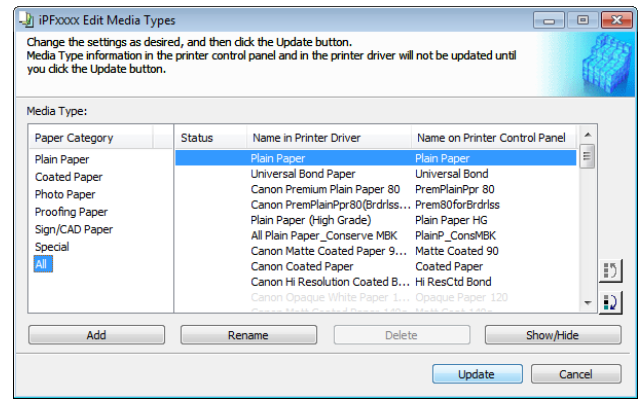 iPFxxxx Edit Media Types
Change the settings as desired, and then click the Update button.
Media Type information in the printer control panel and in the printer driver will not be updated until
you click the Update button.
Media Type:
Paper Category Status Name in Printer Driver Name on Printer Control Panel
Plain Paper
Coated Paper
Photo Paper
Proofing Paper
Sign/CAD Paper
Special
All
Plain Paper Plain Paper
Universal Bond Paper Universal Bond
Canon Premium Plain Paper 80 PremPlainPpr 80
Canon PremPlainPpr80(Brdrlss... Prem80forBrdrlss
Plain Paper (High Grade) Plain Paper HG
All Plain Paper_Conserve MBK PlainP_ConsMBK
Canon Matte Coated Paper 9... Matte Coated 90
Canon Coated Paper Coated Paper
Canon Hi Resolution Coated B... Hi ResCtd Bond
Canon Opaque White Paper 1... Opaque Paper 120
Add Rename Delete Show/Hide
Update Cancel